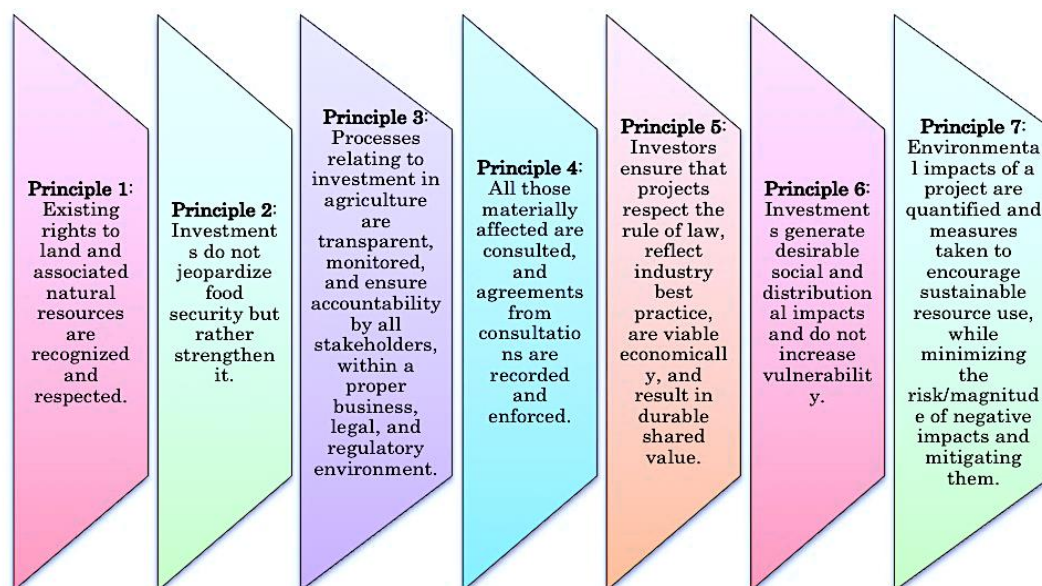 Principle 1:
Existing
rights to
land and
associated
natural
resources
are
recognized
and
respected.
Principle 2:
Investment
s do not
jeopardize
food
security but
rather
strengthen
it.
Principle 3:
Processes
relating to
investment in
agriculture
are
transparent,
monitored,
and ensure
accountability
by all
stakeholders,
within a
proper
business,
legal, and
regulatory
environment.
Principle 4:
All those
materially
affected are
consulted,
and
agreements
from
consultatio
ns are
recorded
and
enforced.
Principle 5:
Investors
ensure that
projects
respect the
rule of law,
reflect
industry
best
practice,
are viable
economicall
y, and
result in
durable
shared
value.
Principle 6:
Investment
s generate
desirable
social and
distribution
al impacts
and do not
increase
vulnerabilit
y.
Principle 7:
Environmenta
l impacts of a
project are
quantified and
measures
taken to
encourage
sustainable
resource use,
while
minimizing
the
risk/magnitud
e of negative
impacts and
mitigating
them.